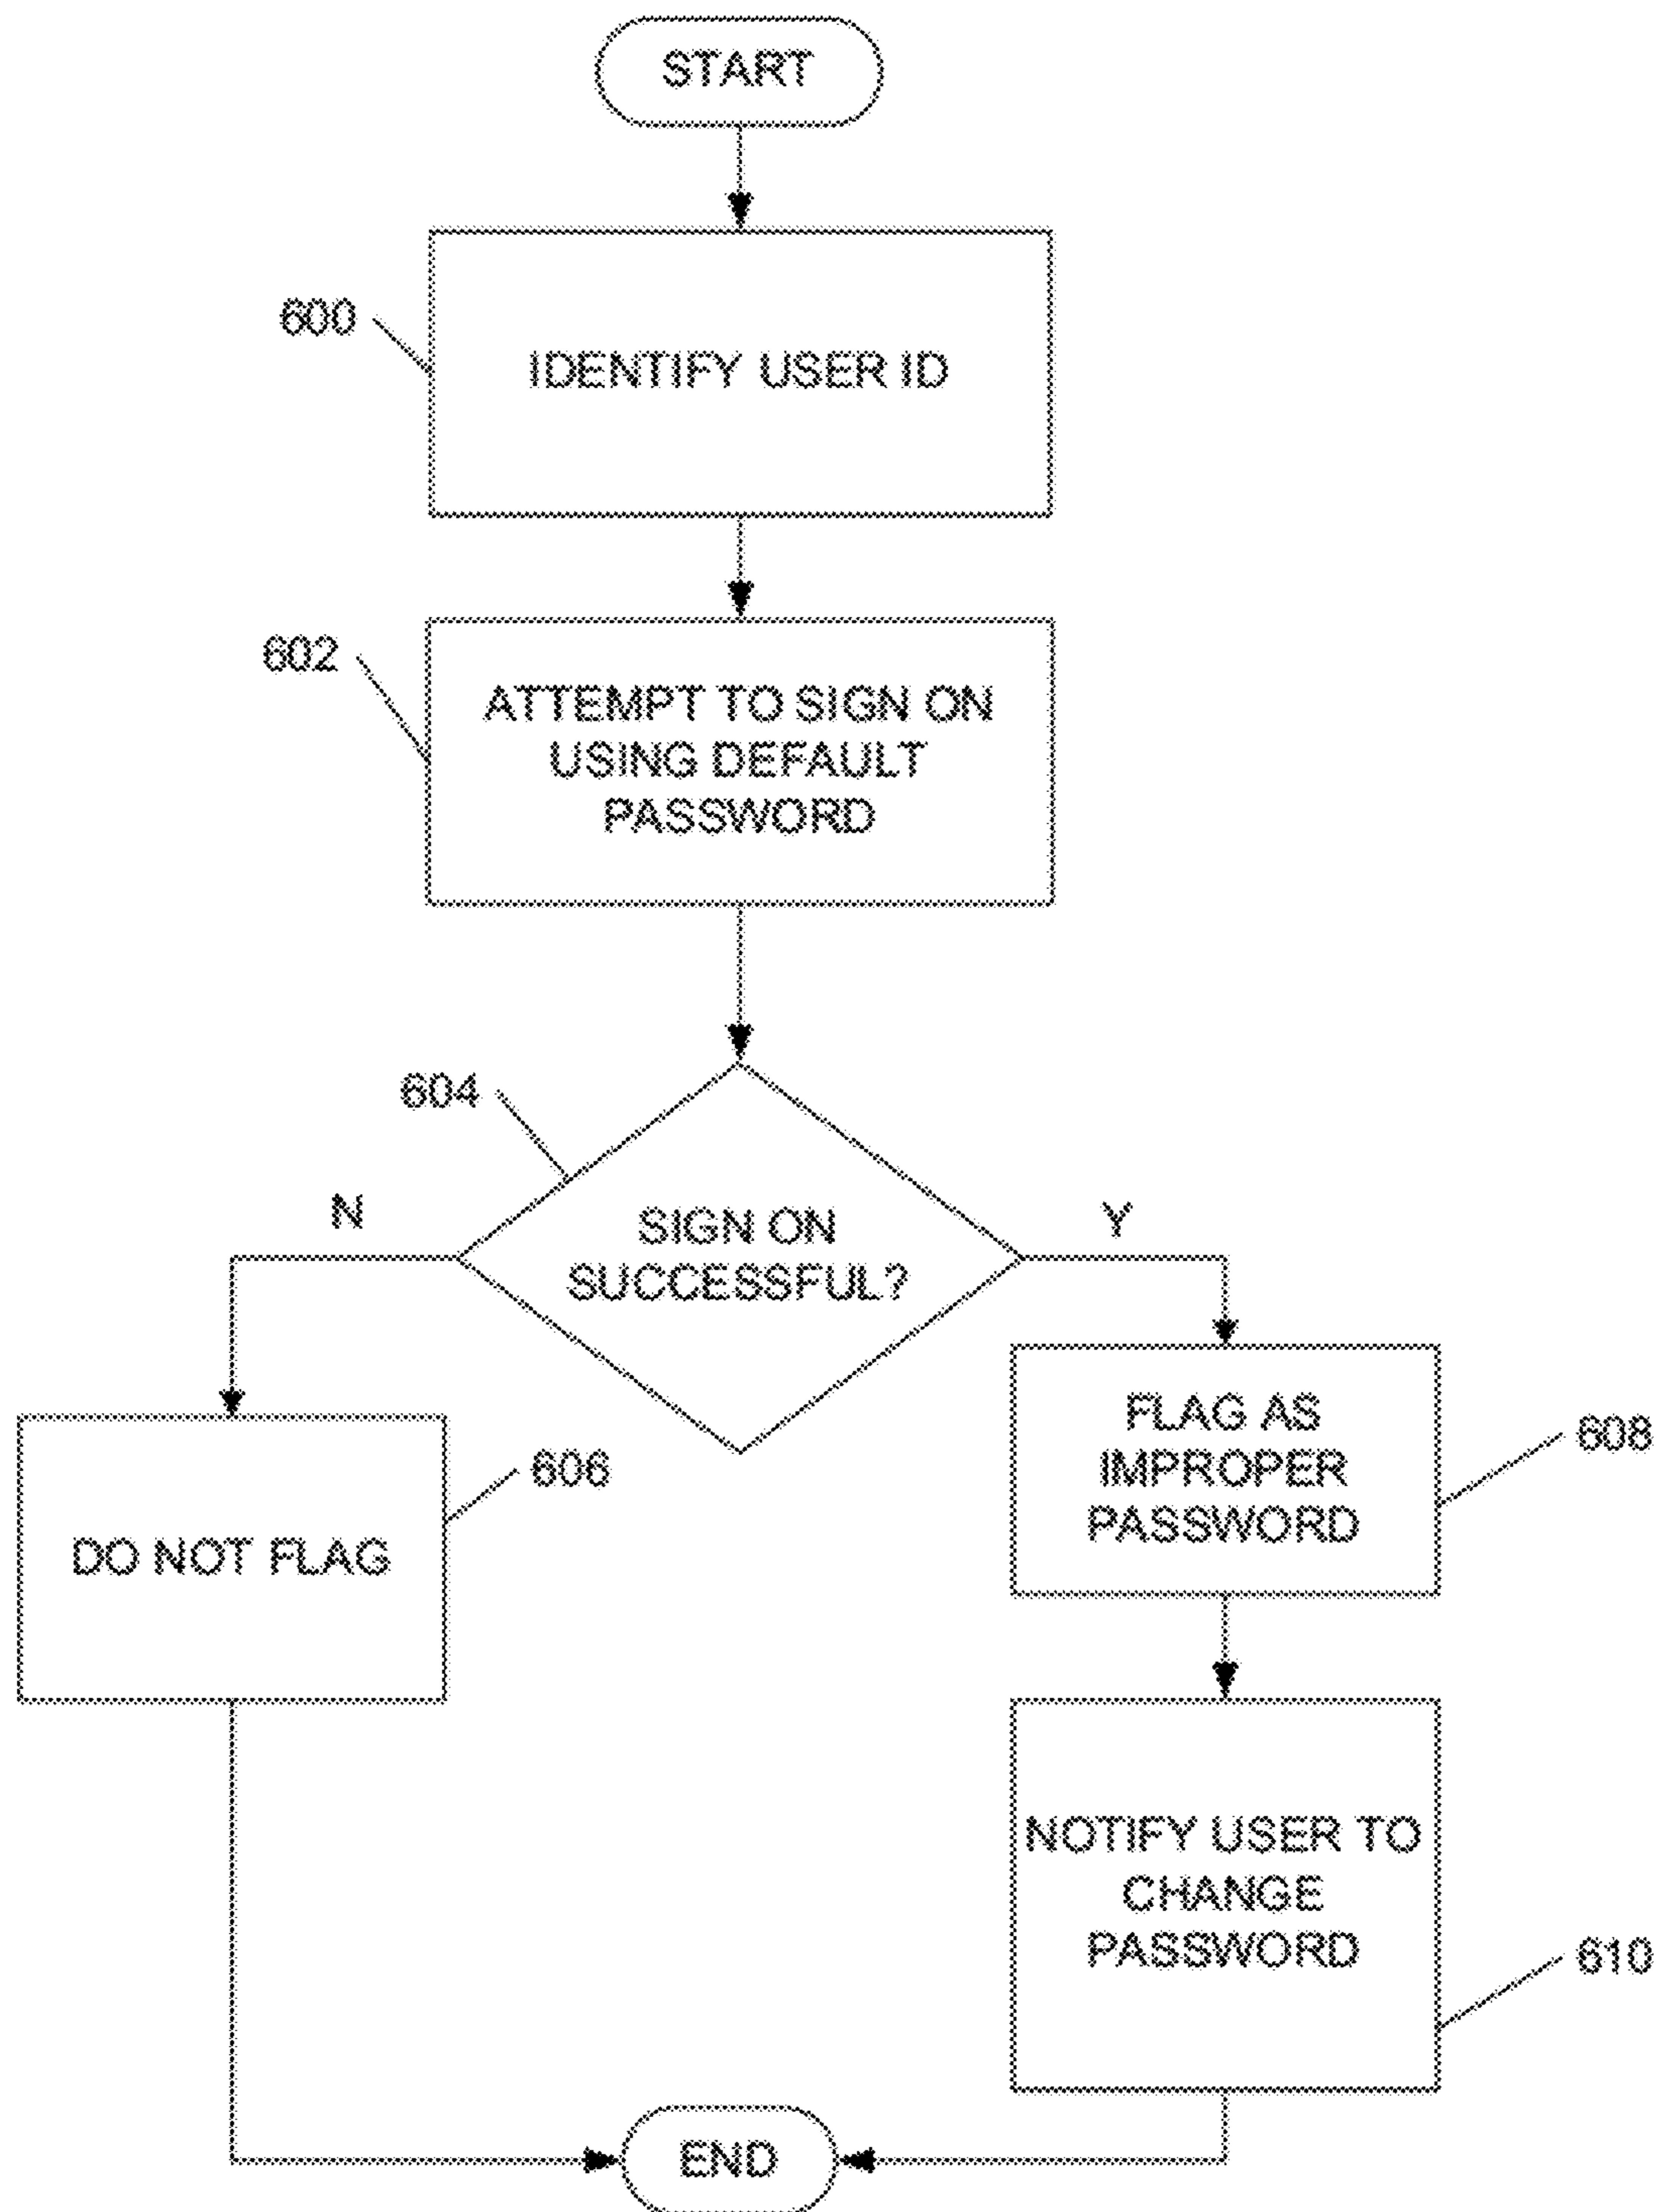 START
600
IDENTIFY USER ID
602
ATTEMPT TO SIGN ON
USING DEFAULT
PASSWORD
604
N
SIGN ON
SUCCESSFUL?
Y
FLAG AS
IMPROPER
PASSWORD
608
606
DO NOT FLAG
NOTIFY USER TO
CHANGE
PASSWORD
610
END